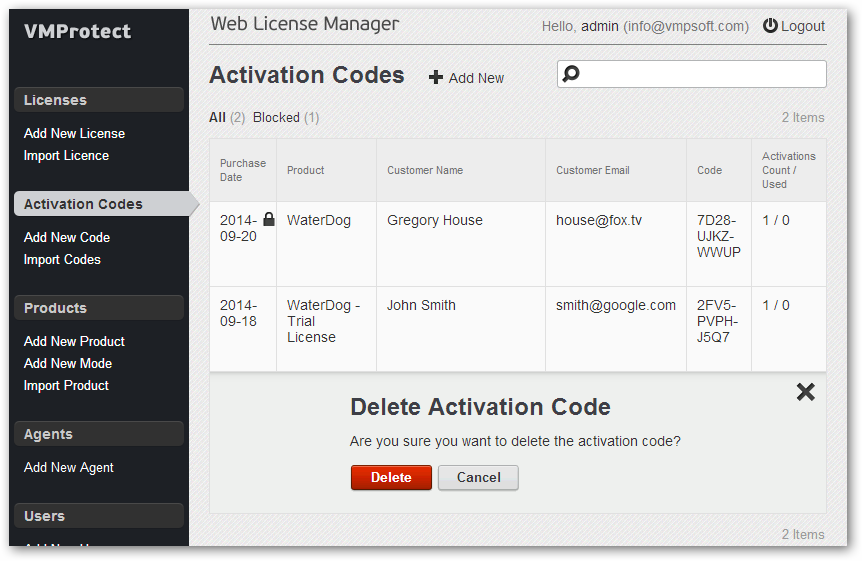 VMProtect
Web License Manager
Hello, admin (info@vmpsoft.com)
Logout
Licenses
Add New License
Import Licence
Activation Codes
Add New Code
Import Codes
Products
Add New Product
Add New Mode
Import Product
Agents
Add New Agent
Users
Activation Codes
Add New
All (2) Blocked (1)
2 Items
Purchase
Date
Product
Customer Name
Customer Email
Code
Activations
Count /
Used
2014-
09-20
WaterDog
Gregory House
house@fox.tv
7D28-
UJKZ-
WWUP
1 / 0
2014-
09-18
WaterDog -
Trial
License
John Smith
smith@google.com
2FV5-
PVPH-
J5Q7
1 / 0
Delete Activation Code
Are you sure you want to delete the activation code?
Delete
Cancel
2 Items